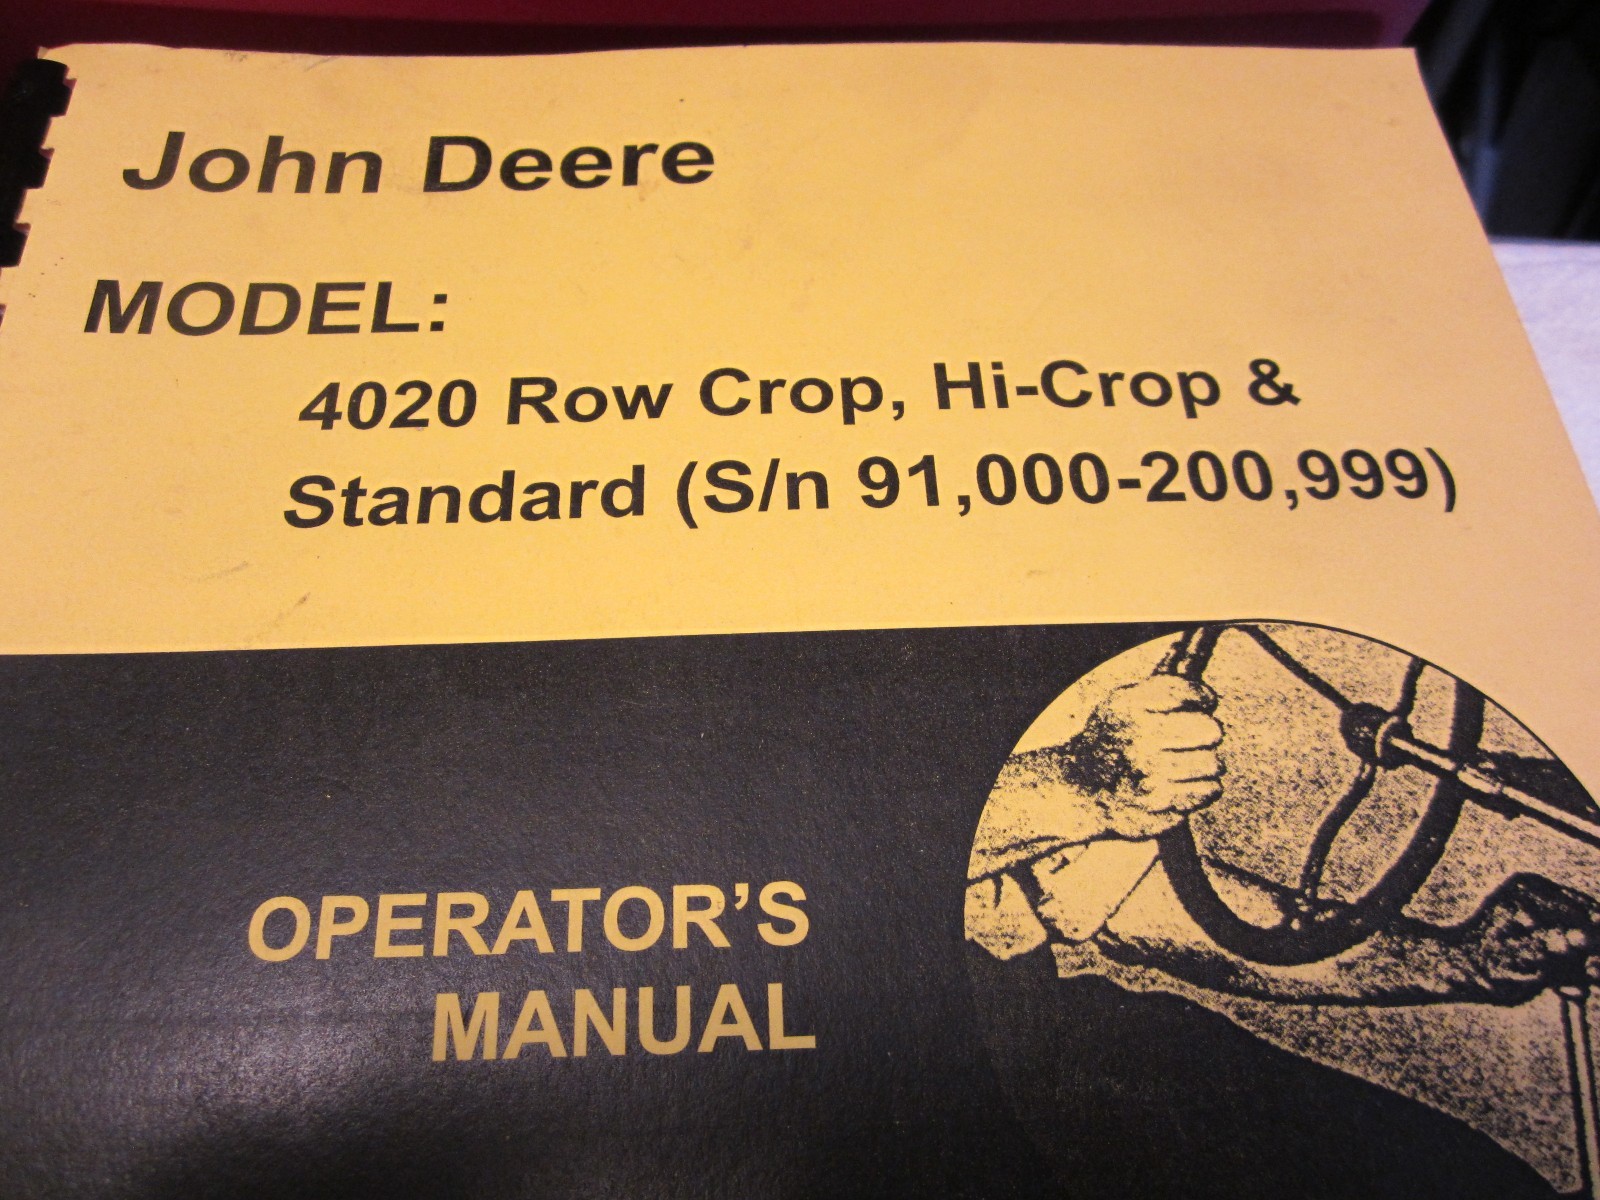 John Deere
MODEL:
4020 Row Crop, Hi-Crop &
Standard (S/n 91,000-200,999)
OPERATOR'S
MANUAL